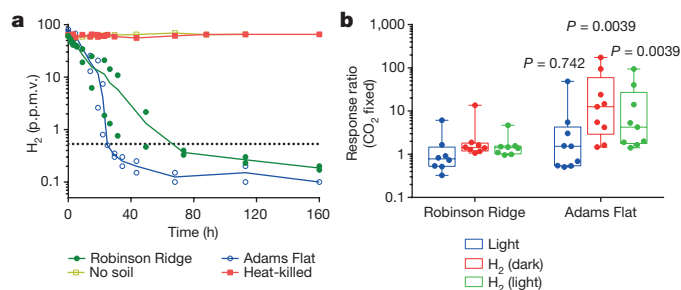 a
H2 (p.p.m.v.)
100
10
1
0.1
0
40
80
120
160
Time (h)
Robinson Ridge
Adams Flat
No soil
Heat-killed
b
Response ratio
(CO2 fixed)
1,000
100
10
1
0.1
P = 0.742
P = 0.0039
P = 0.0039
Robinson Ridge
Adams Flat
Light
H2 (dark)
H2 (light)